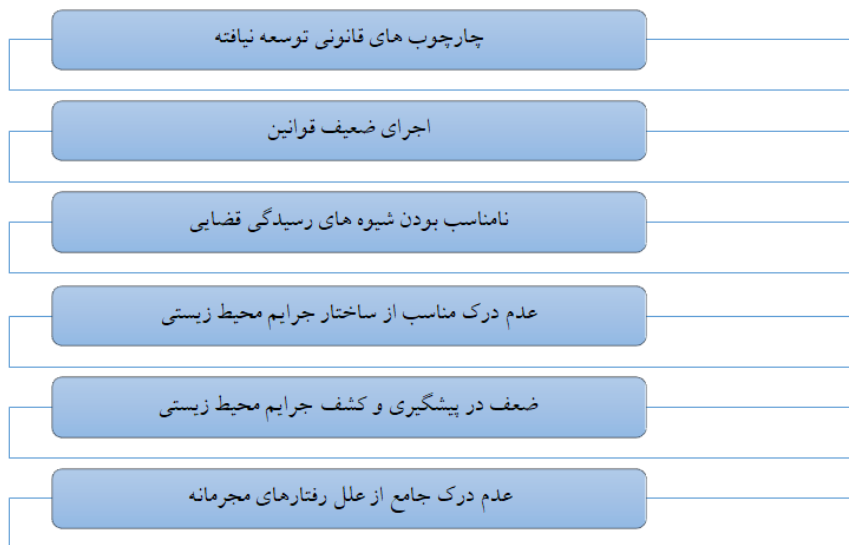 چارچوب های قانونی توسعه نیافته
اجرای ضعیف قوانین
نامناسب بودن شیوه های رسیدگی قضایی
عدم درک مناسب از ساختار جرایم محیط زیستی
ضعف در پیشگیری و کشف جرایم محیط زیستی
عدم درک جامع از علل رفتارهای مجرمانه